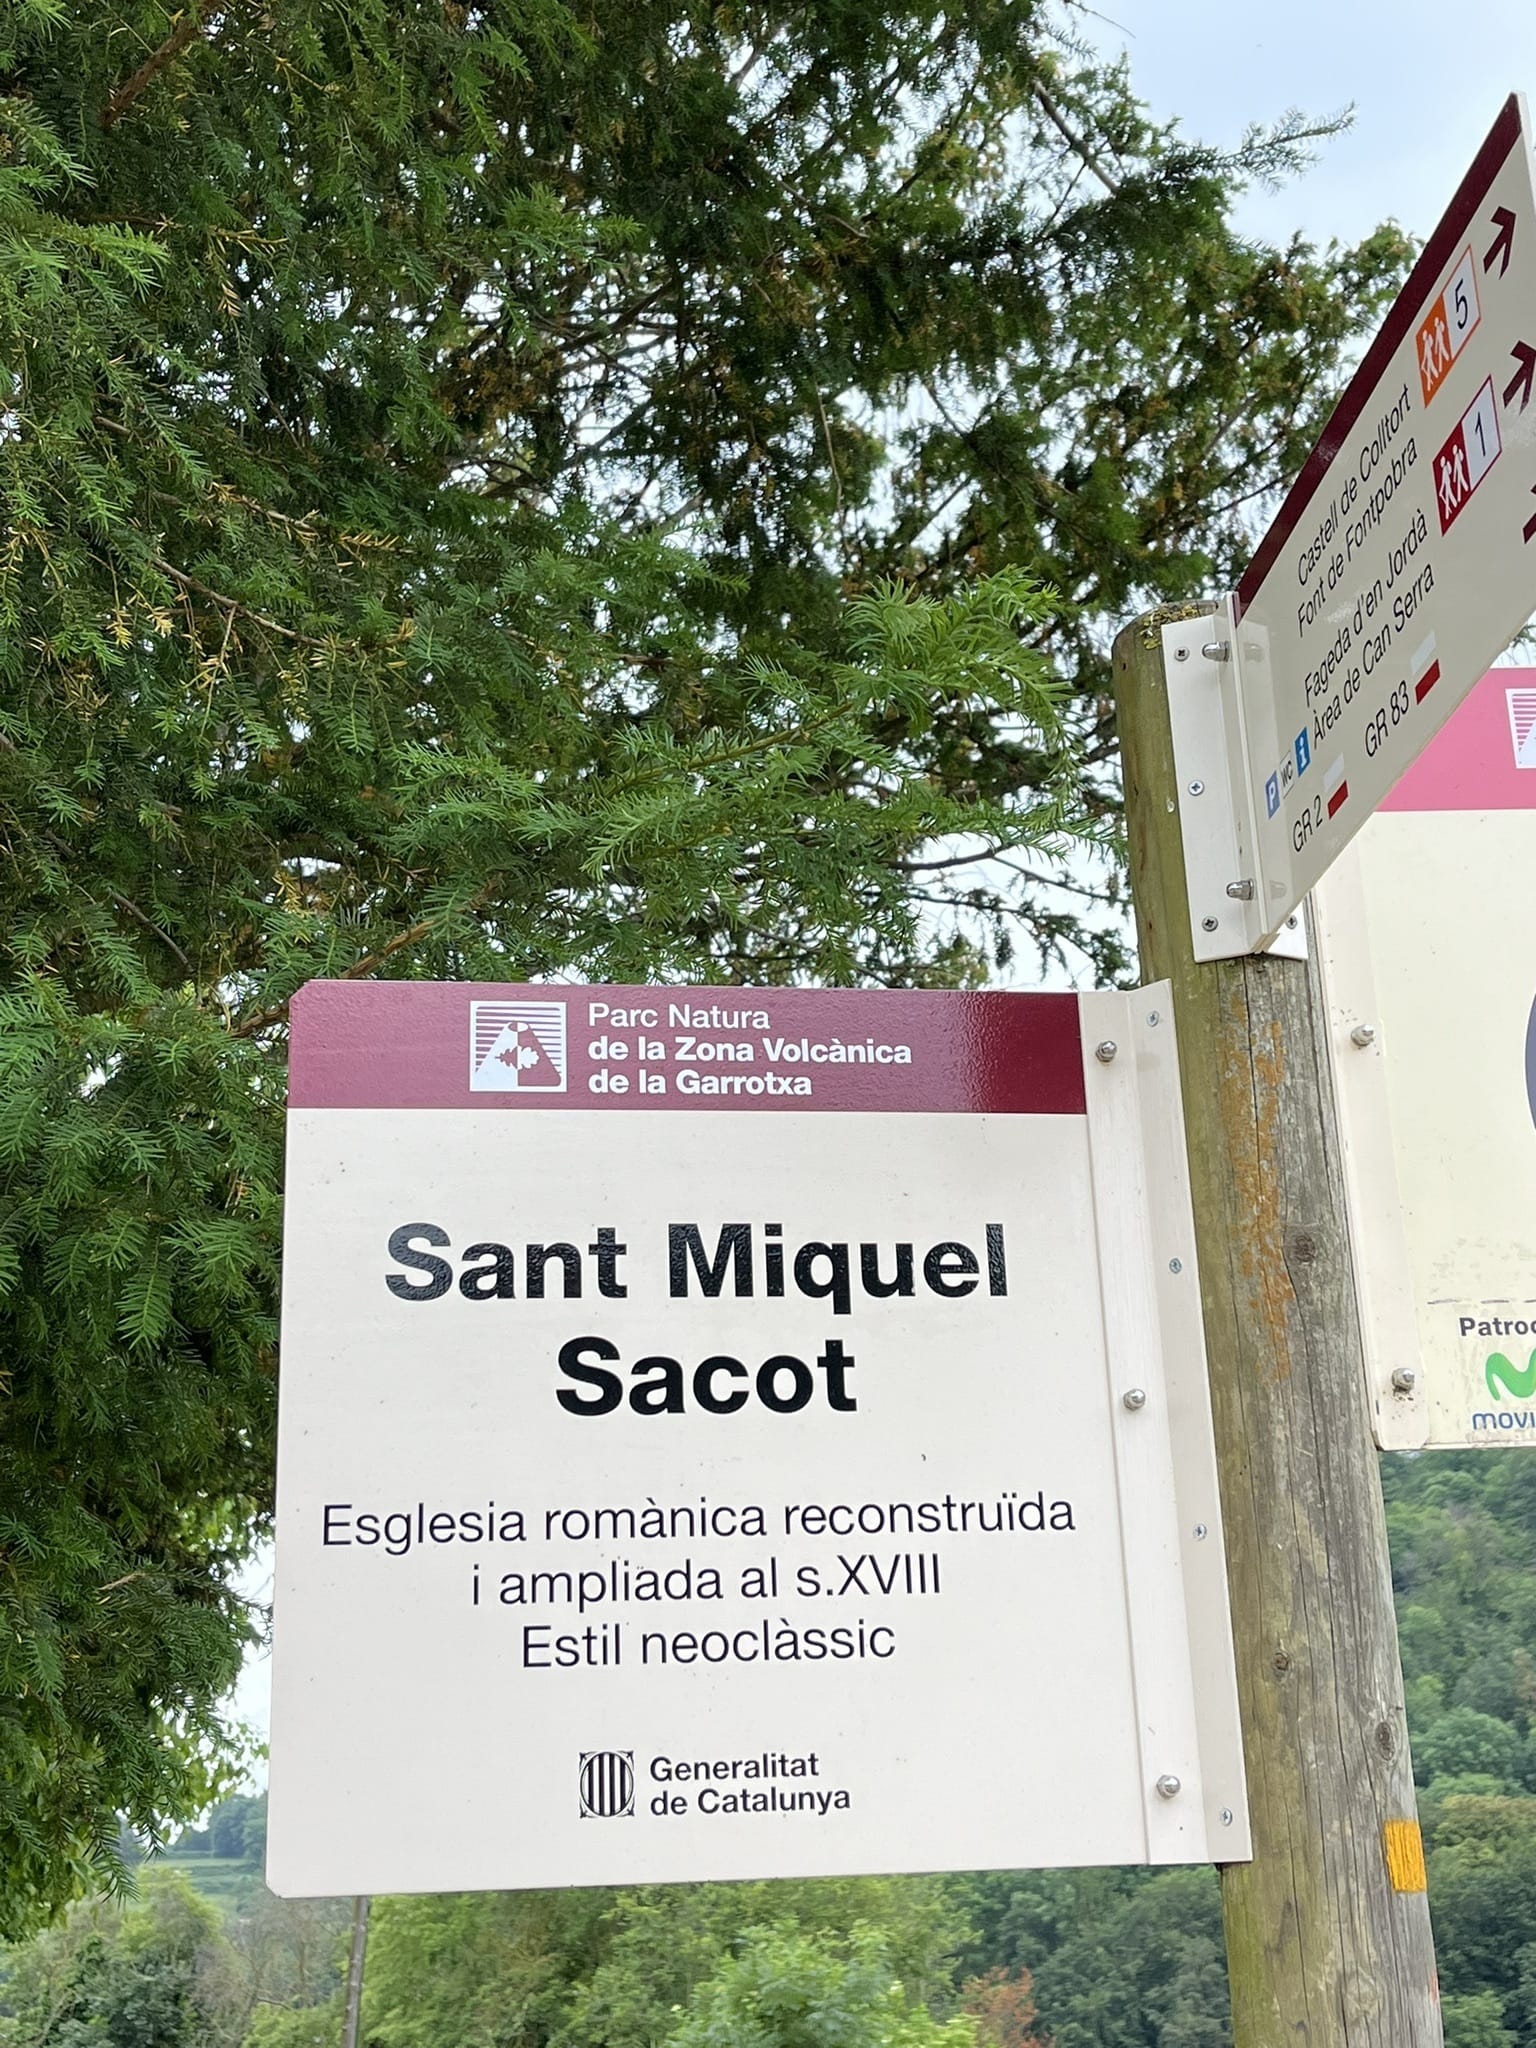 Parc Natura
de la Zona Volcànica
de la Garrotxa
Sant Miquel
Sacot
Esglesia romànica reconstruïda
i ampliada al s.XVIII
Estil neoclàssic
Generalitat
de Catalunya
Castell de Colltort 5
Font de Fontpobra
Fageda d'en Jordà 1
P WC i Àrea de Can Serra
GR 2 GR 83